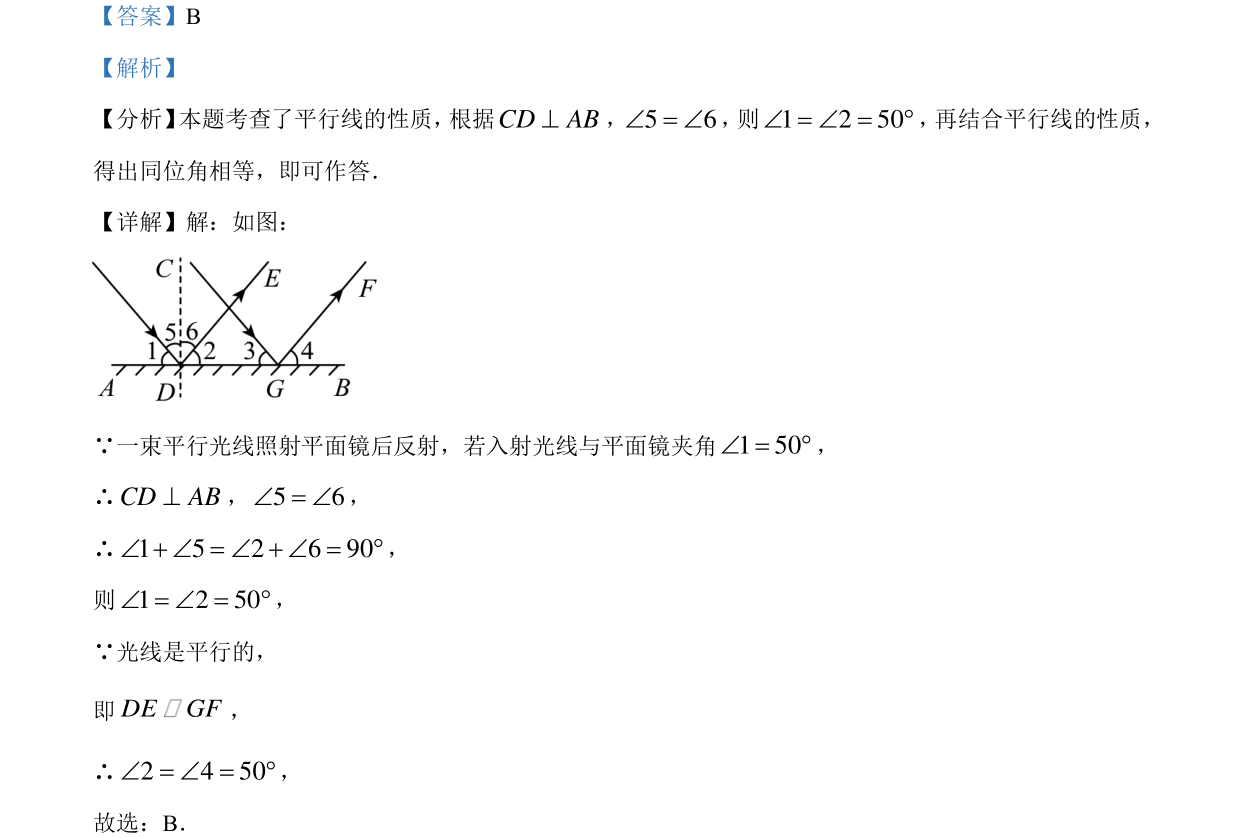 【答案】B
【解析】
【分析】本题考查了平行线的性质，根据CD⊥AB，∠5=∠6，则∠1=∠2=50°，再结合平行线的性质，
得出同位角相等，即可作答．
【详解】解：如图：
C E F
5 6
1 2 3 4
A D G B
∵一束平行光线照射平面镜后反射，若入射光线与平面镜夹角∠1=50°，
∴CD⊥AB，∠5=∠6，
∴∠1+∠5=∠2+∠6=90°，
则∠1=∠2=50°，
∵光线是平行的，
即DE GF，
∴∠2=∠4=50°，
故选：B．